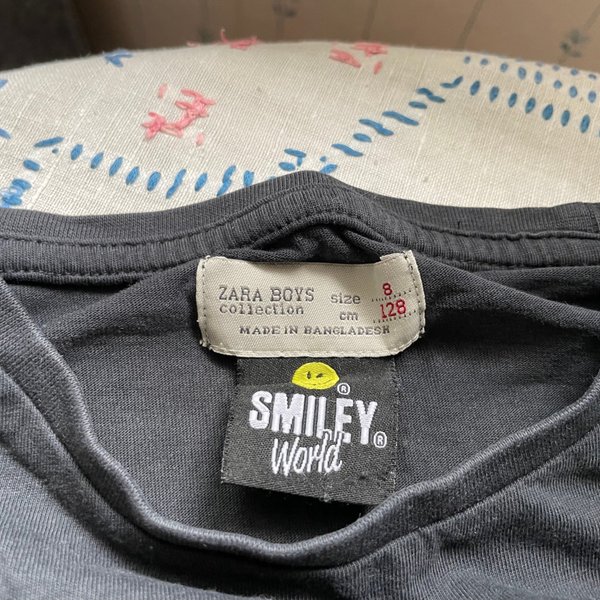 ZARA BOYS size 8
collection cm 128
MADE IN BANGLADESH
®
SMILEY®
World